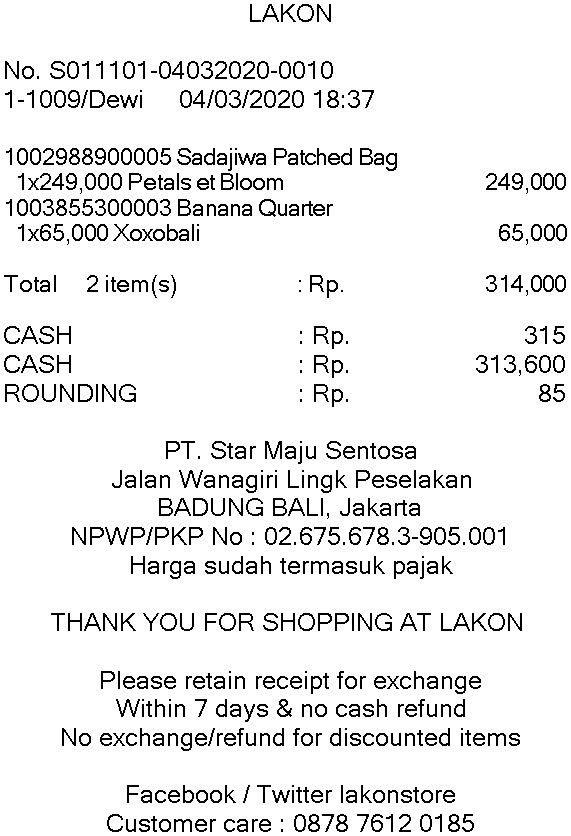 LAKON
No. S011101-04032020-0010
1-1009/Dewi 04/03/2020 18:37
1002988900005 Sadajiwa Patched Bag
1x249,000 Petals et Bloom 249,000
1003855300003 Banana Quarter
1x65,000 Xoxobali 65,000
Total 2 item(s) : Rp. 314,000
CASH : Rp. 315
CASH : Rp. 313,600
ROUNDING : Rp. 85
PT. Star Maju Sentosa
Jalan Wanagiri Lingk Peselakan
BADUNG BALI, Jakarta
NPWP/PKP No : 02.675.678.3-905.001
Harga sudah termasuk pajak
THANK YOU FOR SHOPPING AT LAKON
Please retain receipt for exchange
Within 7 days & no cash refund
No exchange/refund for discounted items
Facebook / Twitter lakonstore
Customer care : 0878 7612 0185